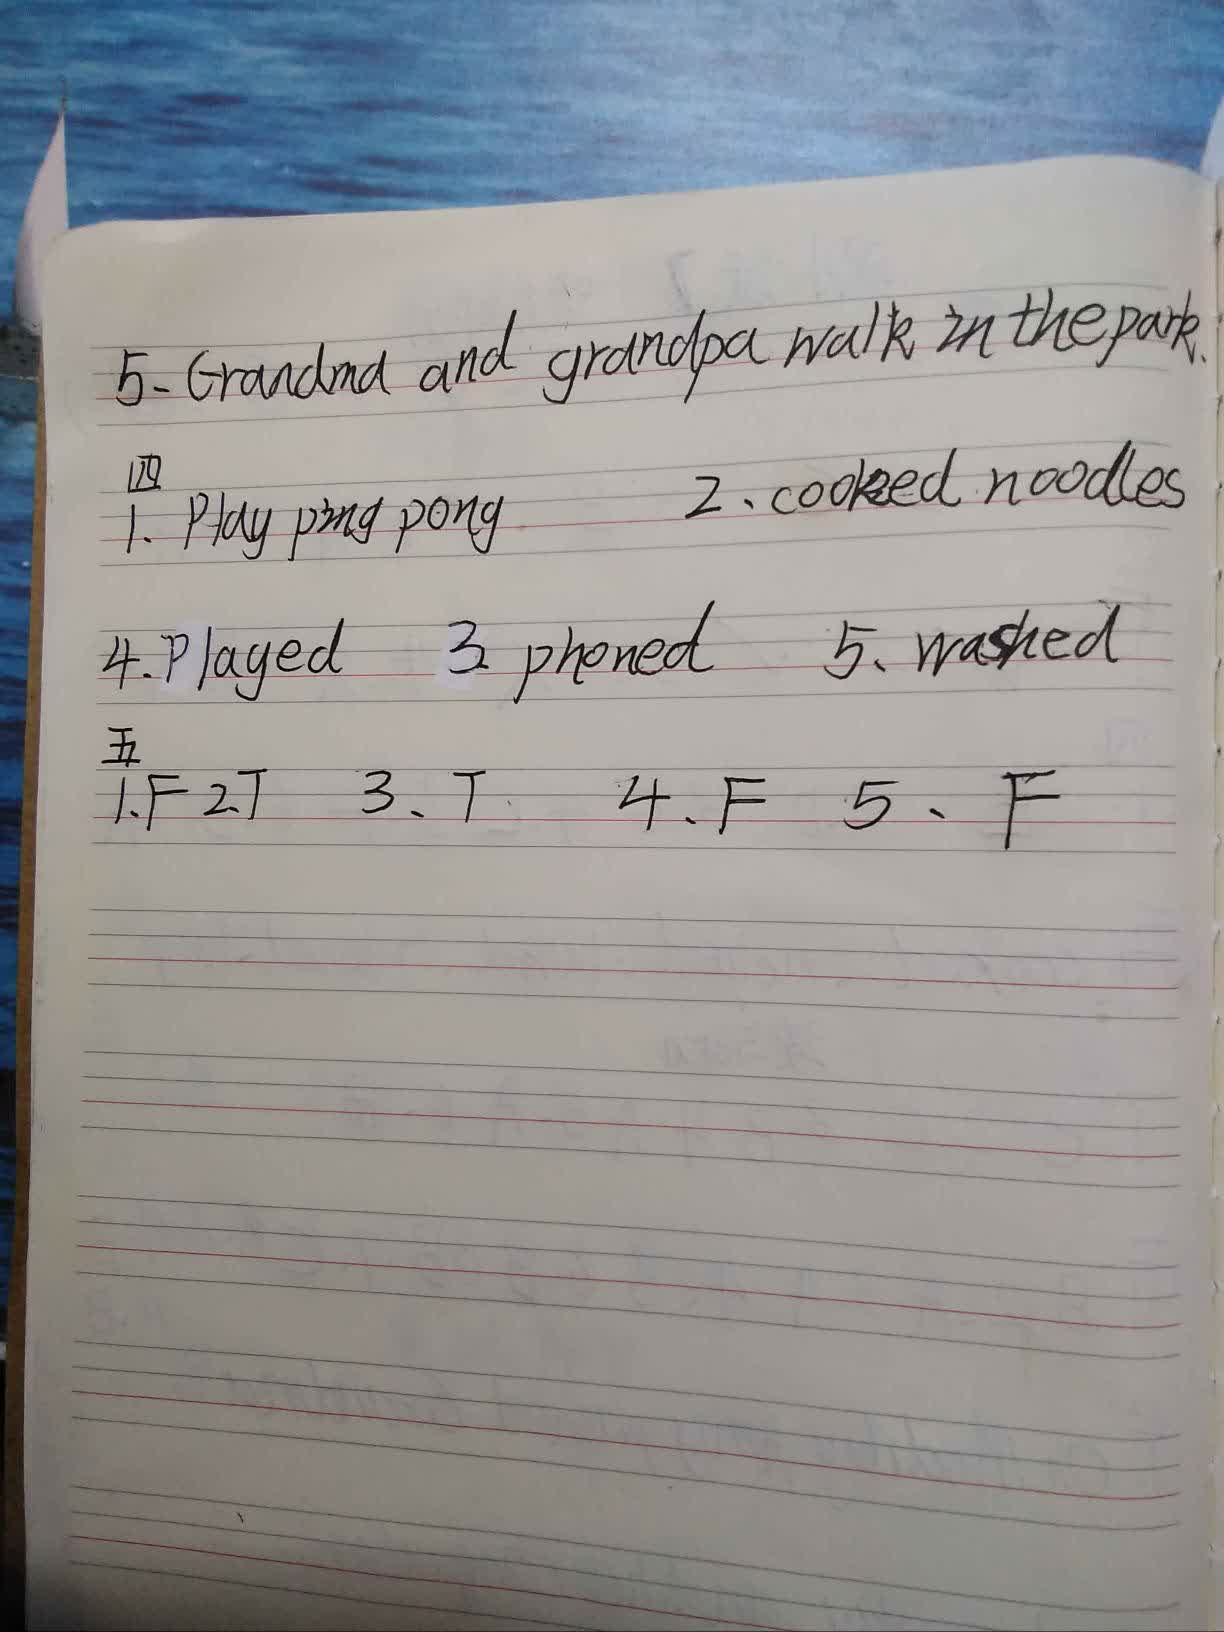 5- Grandma and grandpa walk in the park.
四
1. Play ping pong 2、cooked noodles
4. Played 3 phoned 5、washed
五
1. F 2.T 3、T 4、F 5、F